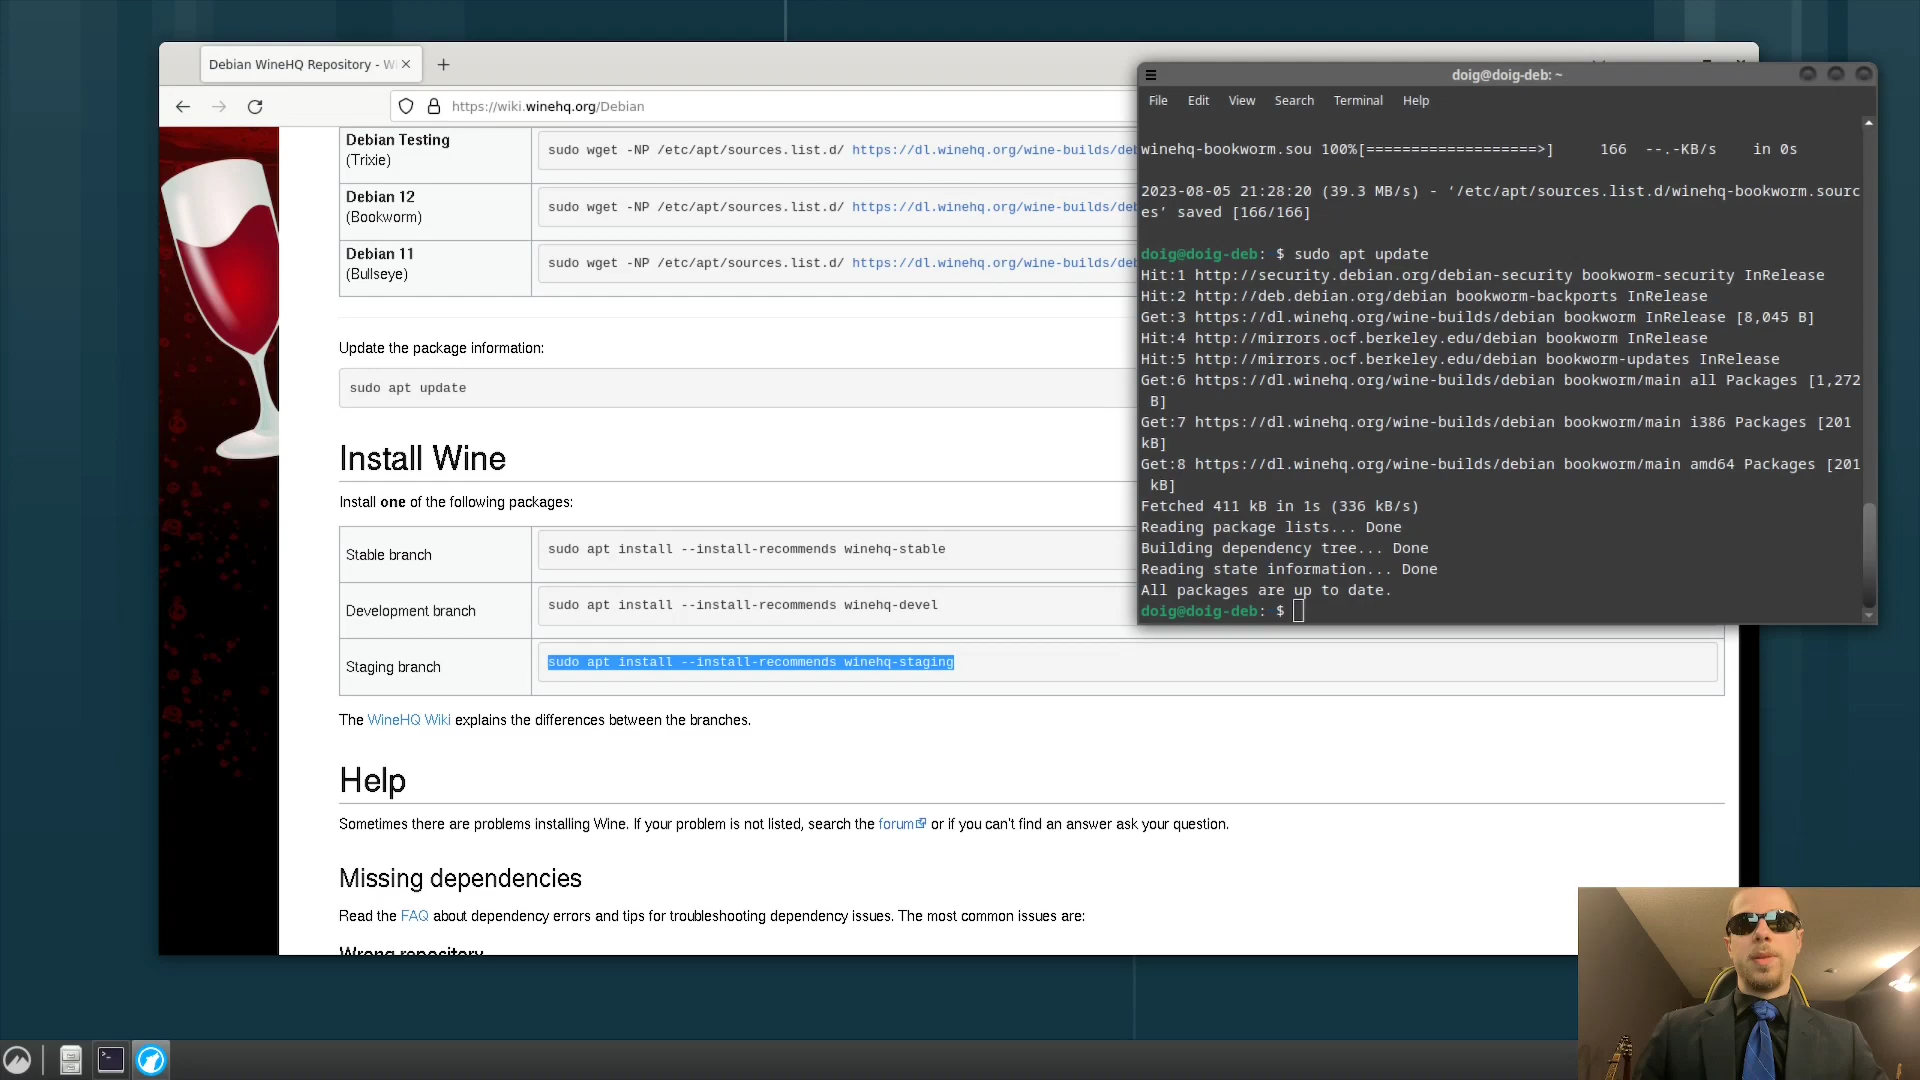 Debian WineHQ Repository - W
https://wiki.winehq.org/Debian
Debian Testing
(Trixie)
sudo wget -NP /etc/apt/sources.list.d/ https://dl.winehq.org/wine-builds/deb
Debian 12
(Bookworm)
sudo wget -NP /etc/apt/sources.list.d/ https://dl.winehq.org/wine-builds/deb
Debian 11
(Bullseye)
sudo wget -NP /etc/apt/sources.list.d/ https://dl.winehq.org/wine-builds/deb
Update the package information:
sudo apt update
Install Wine
Install one of the following packages:
Stable branch
sudo apt install --install-recommends winehq-stable
Development branch
sudo apt install --install-recommends winehq-devel
Staging branch
sudo apt install --install-recommends winehq-staging
The WineHQ Wiki explains the differences between the branches.
Help
Sometimes there are problems installing Wine. If your problem is not listed, search the forum or if you can't find an answer ask your question.
Missing dependencies
Read the FAQ about dependency errors and tips for troubleshooting dependency issues. The most common issues are:
Wrong repository
doig@doig-deb: ~
File Edit View Search Terminal Help
winehq-bookworm.sou 100%[===================>]     166  --.-KB/s    in 0s
2023-08-05 21:28:20 (39.3 MB/s) - ‘/etc/apt/sources.list.d/winehq-bookworm.sourc
es’ saved [166/166]
doig@doig-deb: $ sudo apt update
Hit:1 http://security.debian.org/debian-security bookworm-security InRelease
Hit:2 http://deb.debian.org/debian bookworm-backports InRelease
Get:3 https://dl.winehq.org/wine-builds/debian bookworm InRelease [8,045 B]
Hit:4 http://mirrors.ocf.berkeley.edu/debian bookworm InRelease
Hit:5 http://mirrors.ocf.berkeley.edu/debian bookworm-updates InRelease
Get:6 https://dl.winehq.org/wine-builds/debian bookworm/main all Packages [1,272
B]
Get:7 https://dl.winehq.org/wine-builds/debian bookworm/main i386 Packages [201
kB]
Get:8 https://dl.winehq.org/wine-builds/debian bookworm/main amd64 Packages [201
kB]
Fetched 411 kB in 1s (336 kB/s)
Reading package lists... Done
Building dependency tree... Done
Reading state information... Done
All packages are up to date.
doig@doig-deb: $